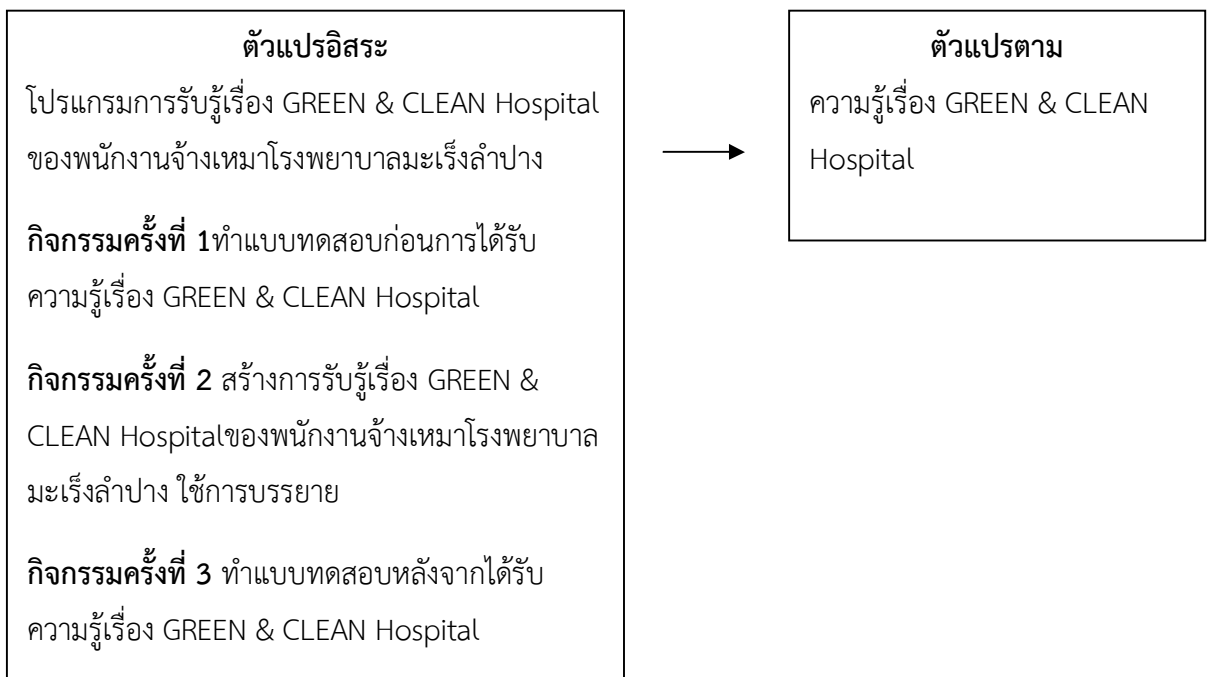 ตัวแปรอิสระ
โปรแกรมการรับรู้เรื่อง GREEN & CLEAN Hospital
ของพนักงานจ้างเหมาโรงพยาบาลมะเร็งลำปาง
กิจกรรมครั้งที่ 1ทำแบบทดสอบก่อนการได้รับ
ความรู้เรื่อง GREEN & CLEAN Hospital
กิจกรรมครั้งที่ 2 สร้างการรับรู้เรื่อง GREEN &
CLEAN Hospitalของพนักงานจ้างเหมาโรงพยาบาล
มะเร็งลำปาง ใช้การบรรยาย
กิจกรรมครั้งที่ 3 ทำแบบทดสอบหลังจากได้รับ
ความรู้เรื่อง GREEN & CLEAN Hospital
ตัวแปรตาม
ความรู้เรื่อง GREEN & CLEAN
Hospital